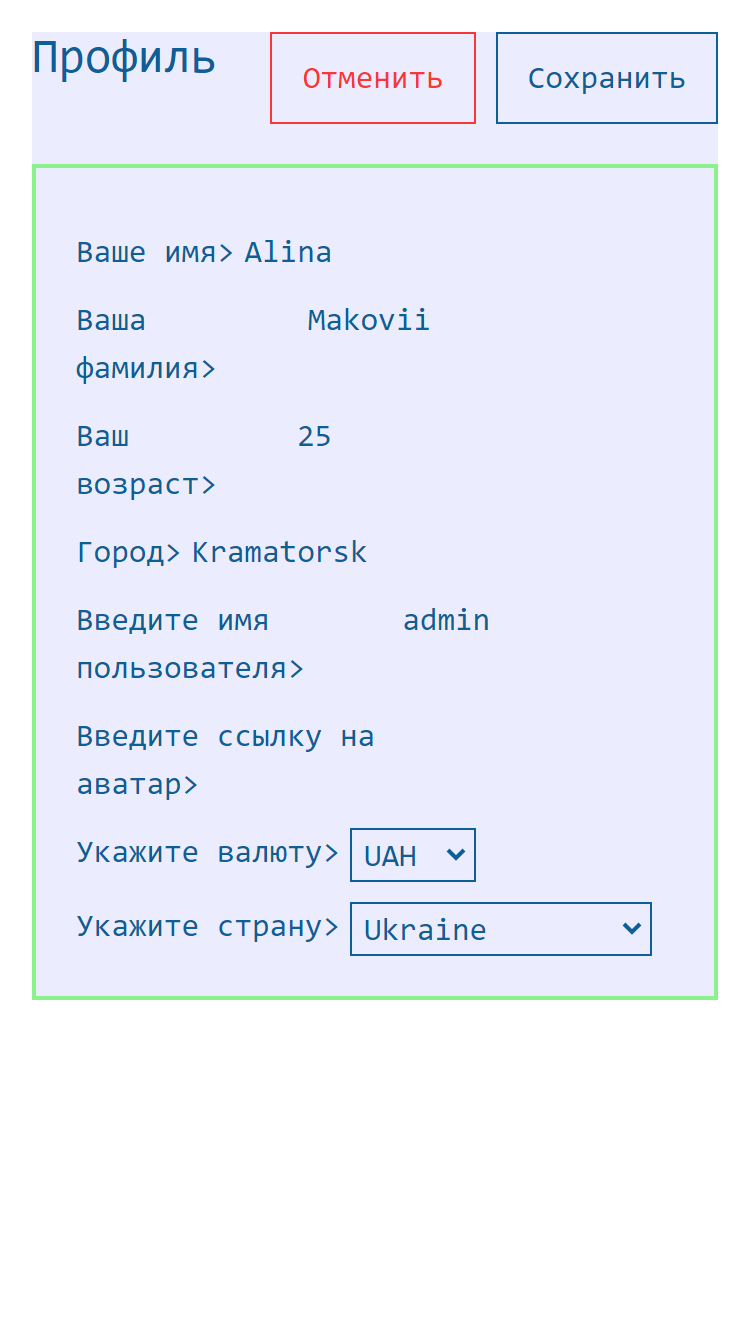 Профиль
Отменить
Сохранить
Ваше имя> Alina
Ваша Makovii
фамилия>
Ваш 25
возраст>
Город> Kramatorsk
Введите имя admin
пользователя>
Введите ссылку на
аватар>
Укажите валюту> UAH
Укажите страну> Ukraine